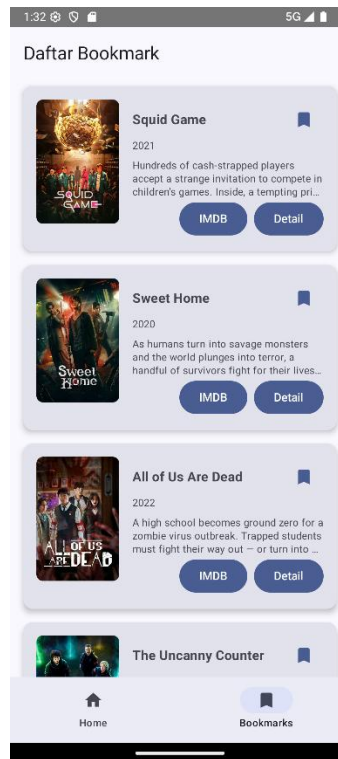 1:32 5G
Daftar Bookmark
SQUID
GAME
Squid Game
2021
Hundreds of cash-strapped players
accept a strange invitation to compete in
children's games. Inside, a tempting pri...
IMDB Detail
Sweet
Home
Sweet Home
2020
As humans turn into savage monsters
and the world plunges into terror, a
handful of survivors fight for their lives...
IMDB Detail
ALL OF US
ARE DEAD
All of Us Are Dead
2022
A high school becomes ground zero for a
zombie virus outbreak. Trapped students
must fight their way out — or turn into ...
IMDB Detail
The Uncanny Counter
Home Bookmarks